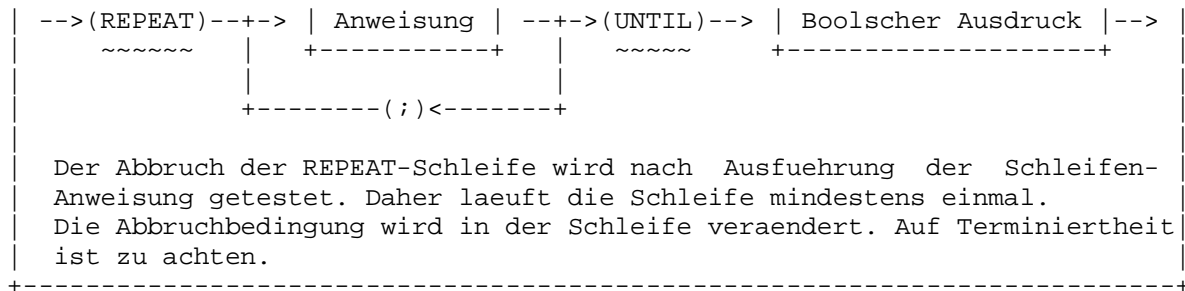 | -->(REPEAT)--+-> | Anweisung | --+->(UNTIL)--> | Boolscher Ausdruck |--> |
|     ~~~~~~   |   +-----------+   |   ~~~~~      +--------------------+    |
|              |                   |                                        |
|              +--------(;)<-------+                                        |
|                                                                           |
|  Der Abbruch der REPEAT-Schleife wird nach  Ausfuehrung  der  Schleifen-  |
|  Anweisung getestet. Daher laeuft die Schleife mindestens einmal.         |
|  Die Abbruchbedingung wird in der Schleife veraendert. Auf Terminiertheit|
|  ist zu achten.                                                           |
+---------------------------------------------------------------------------+